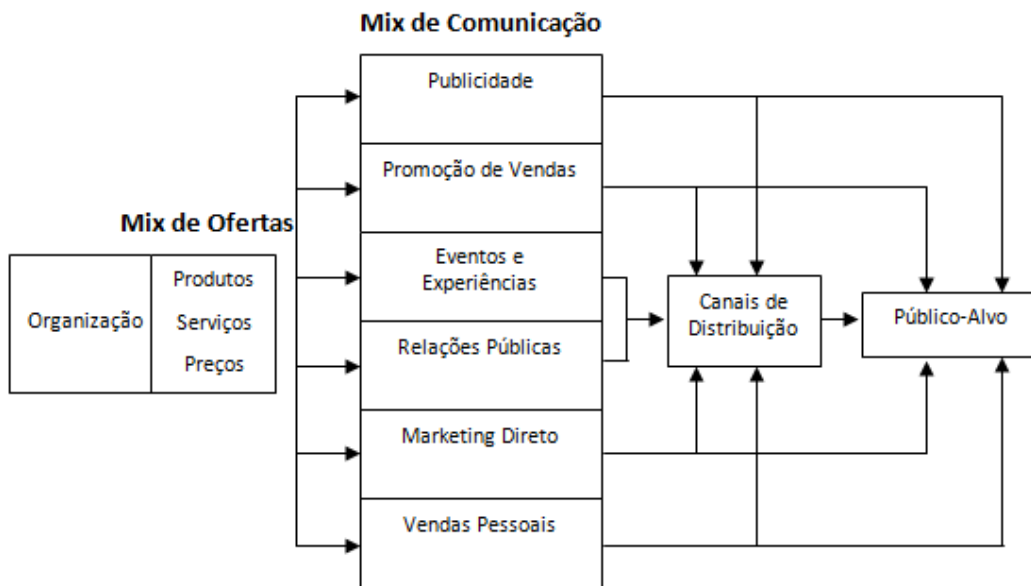 Mix de Comunicação
Publicidade
Promoção de Vendas
Mix de Ofertas
Eventos e
Experiências
Organização
Produtos
Serviços
Preços
Relações Públicas
Canais de
Distribuição
Público-Alvo
Marketing Direto
Vendas Pessoais